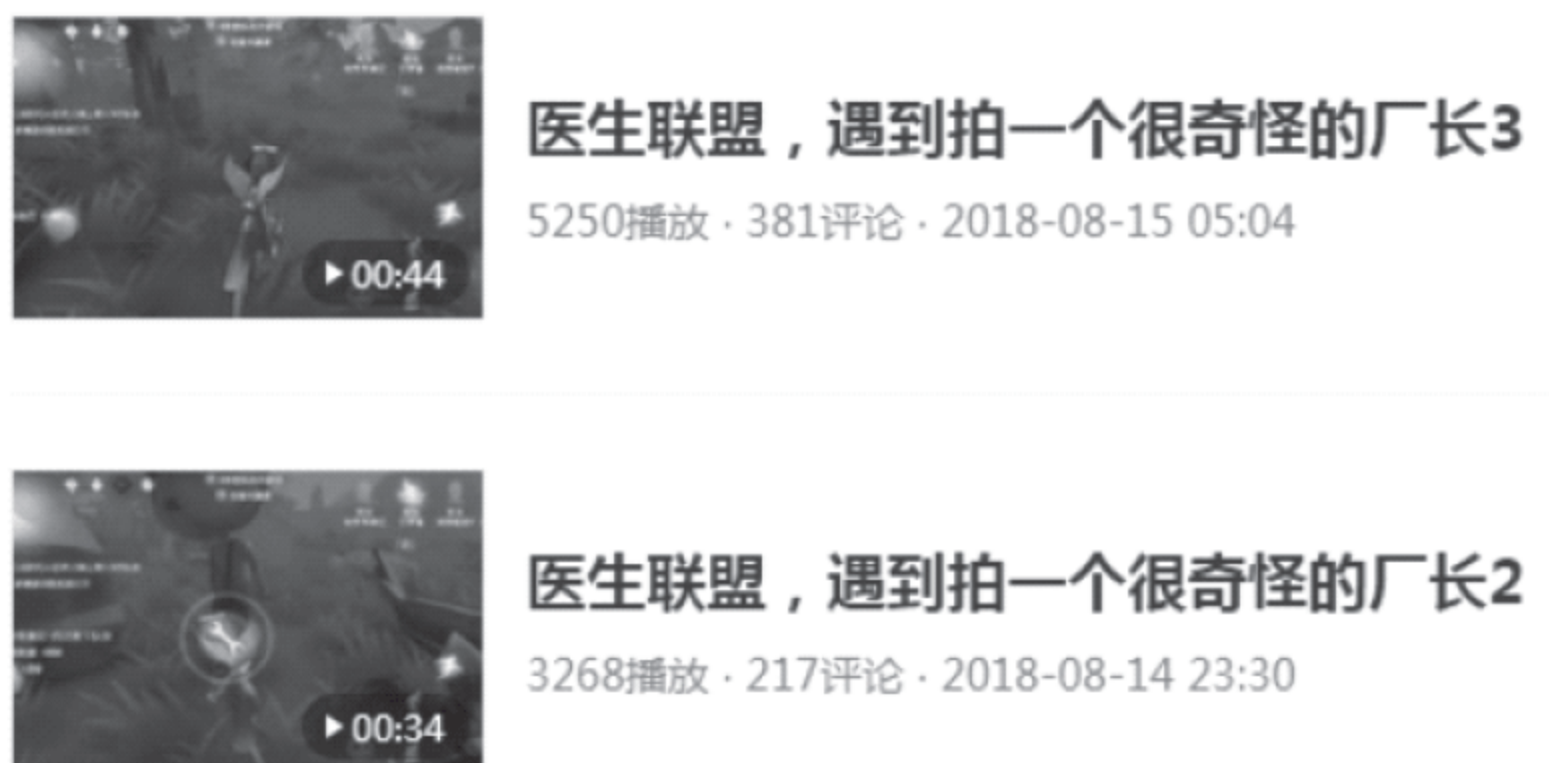 00:44
医生联盟，遇到拍一个很奇怪的厂长3
5250播放 · 381评论 · 2018-08-15 05:04
00:34
医生联盟，遇到拍一个很奇怪的厂长2
3268播放 · 217评论 · 2018-08-14 23:30